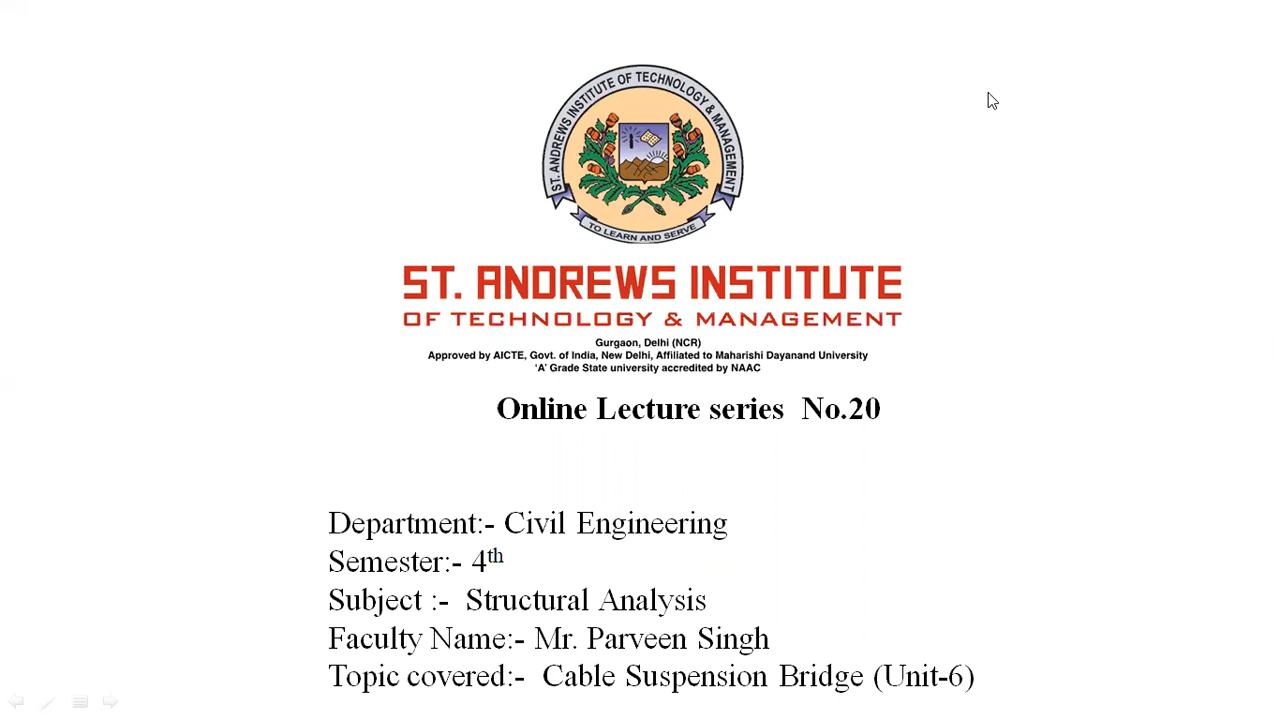 ST. ANDREWS INSTITUTE OF TECHNOLOGY & MANAGEMENT
TO LEARN AND SERVE
ST. ANDREWS INSTITUTE
OF TECHNOLOGY & MANAGEMENT
Gurgaon, Delhi (NCR)
Approved by AICTE, Govt. of India, New Delhi, Affiliated to Maharishi Dayanand University
'A' Grade State university accredited by NAAC
Online Lecture series No.20
Department:- Civil Engineering
Semester:- 4th
Subject :- Structural Analysis
Faculty Name:- Mr. Parveen Singh
Topic covered:- Cable Suspension Bridge (Unit-6)